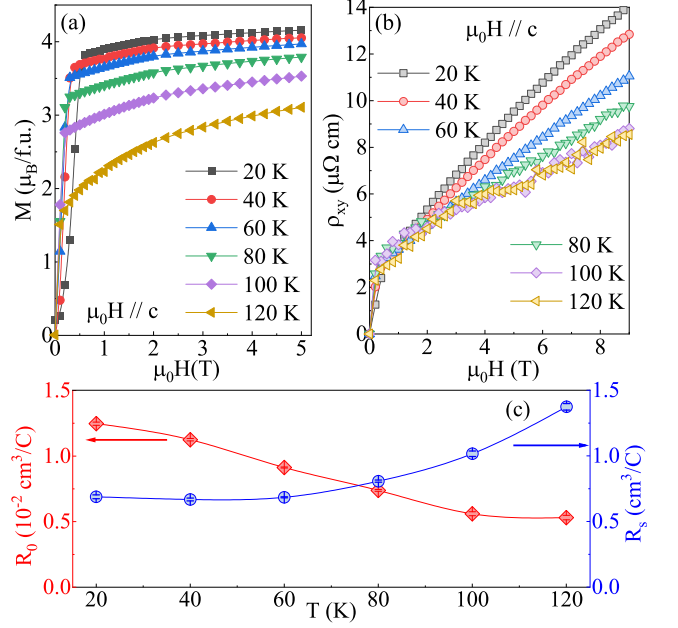 (a)
M (μB/f.u.)
4
3
2
1
0
20 K
40 K
60 K
80 K
100 K
120 K
μ0H // c
0 1 2 3 4 5
μ0H(T)
(b)
μ0H // c
ρxy (μΩ cm)
14
12
10
8
6
4
2
0
20 K
40 K
60 K
80 K
100 K
120 K
0 2 4 6 8
μ0H (T)
(c)
R0 (10-2 cm3/C)
1.5
1.0
0.5
0.0
Rs (cm3/C)
1.5
1.0
0.5
0.0
20 40 60 80 100 120
T (K)